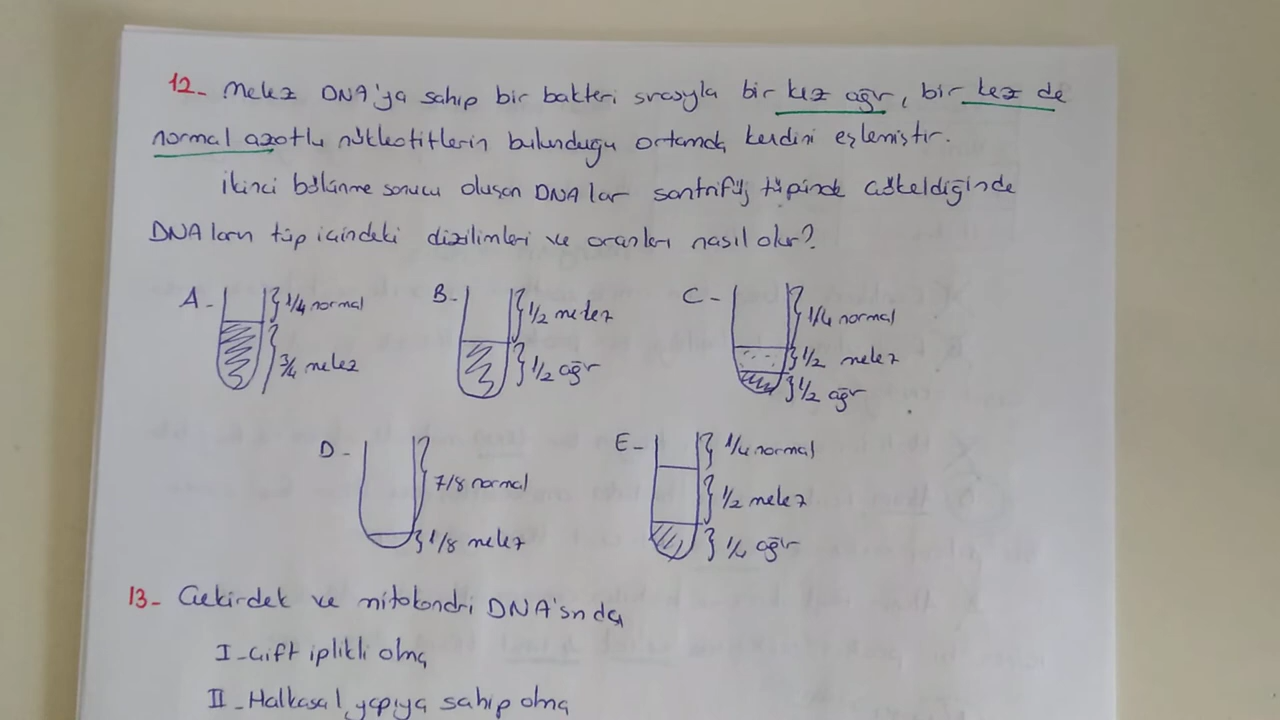 12- Melez DNA'ya sahip bir bakteri sırasıyla bir kez ağır, bir kez de
normal azotlu nükleotitlerin bulunduğu ortamda kendini eşlemiştir.
İkinci bölünme sonucu oluşan DNA lar santrifüj tüpinde çökeldiğinde
DNA ların tüp içindeki dizilimleri ve oranları nasıl olur?
A- 1/4 normal
3/4 melez
B- 1/2 melez
1/2 ağır
C- 1/4 normal
1/2 melez
1/2 ağır
D- 7/8 normal
1/8 melez
E- 1/4 normal
1/2 melez
1/4 ağır
13- Çekirdek ve mitokondri DNA'sında
I- Çift iplikli olma
II- Halkasal yapıya sahip olma